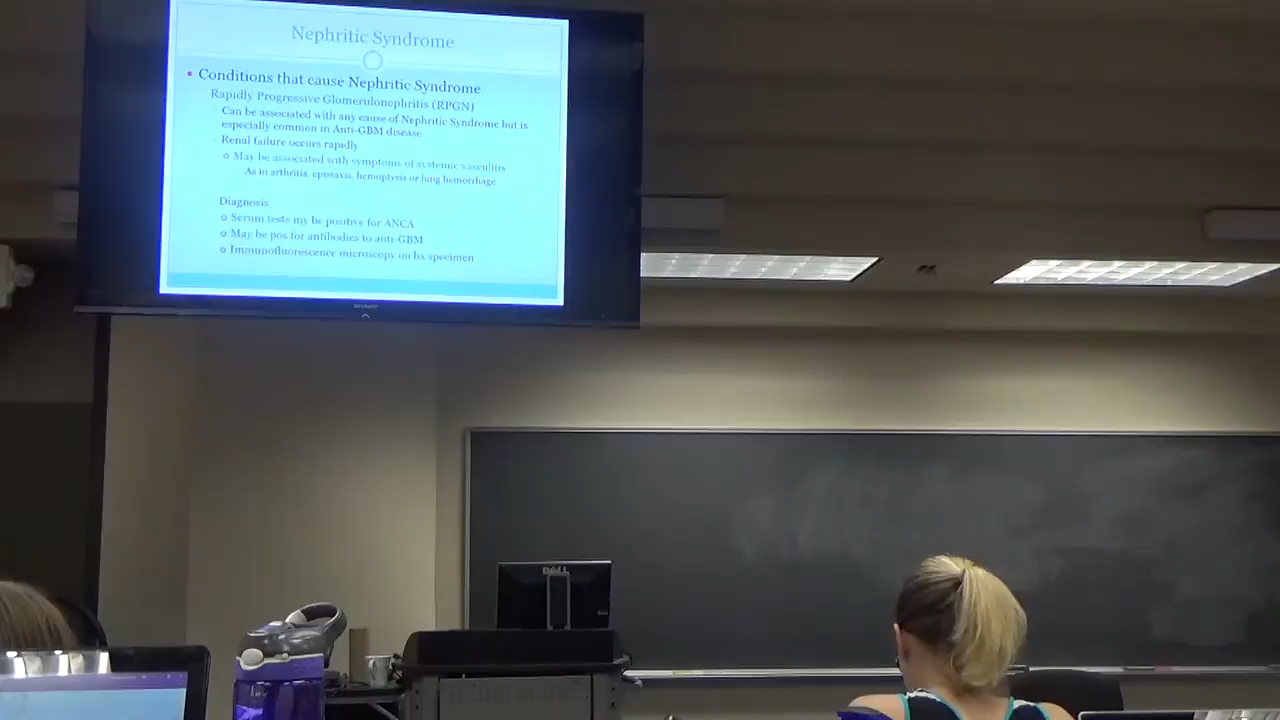 Nephritic Syndrome
Conditions that cause Nephritic Syndrome
Rapidly Progressive Glomerulonephritis (RPGN)
Can be associated with any cause of Nephritic Syndrome but is
especially common in Anti-GBM disease
Renal failure occurs rapidly
May be associated with symptoms of systemic vasculitis
As in arthritis, epistaxis, hemoptysis or lung hemorrhage
Diagnosis
Serum tests my be positive for ANCA
May be pos for antibodies to anti-GBM
Immunofluorescence microscopy on bx specimen
SHARP
DELL